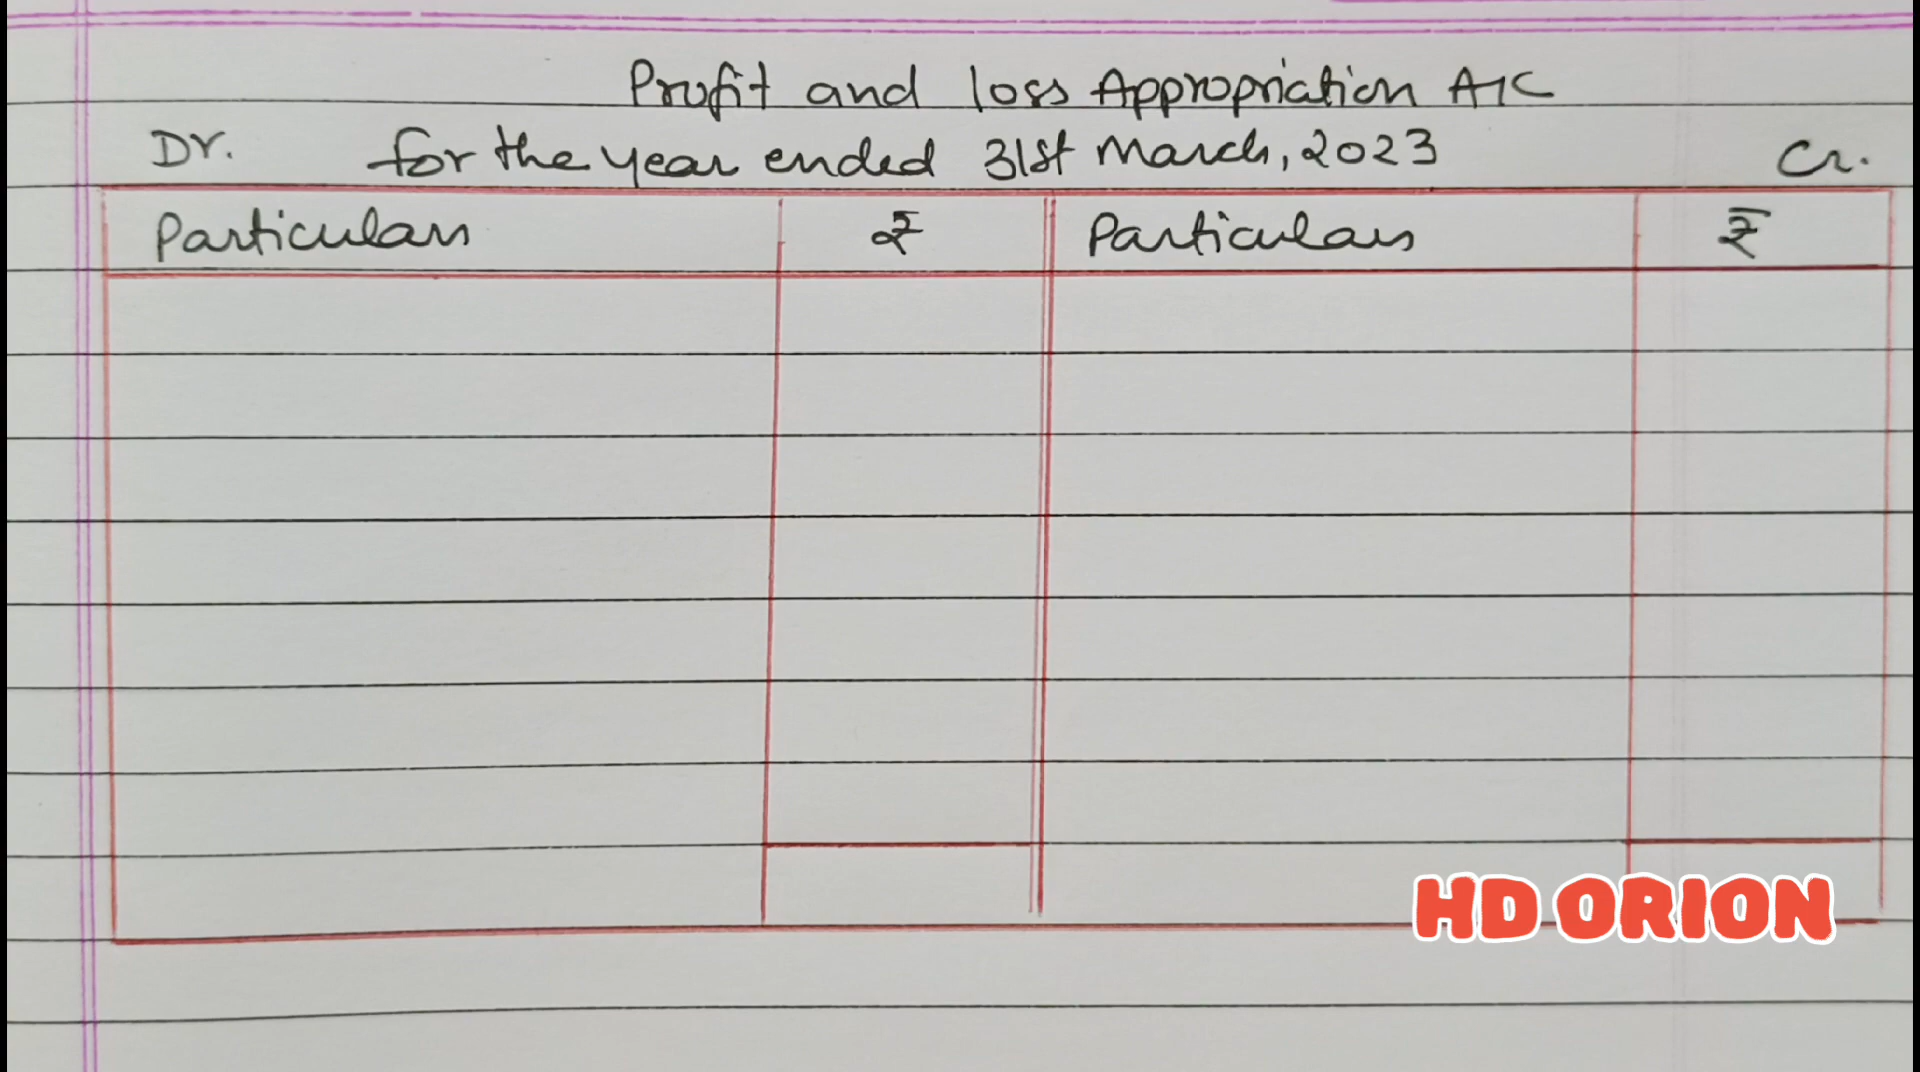 Profit and loss Appropriation A/C
Dr. for the year ended 31st March, 2023 Cr.
Particulars ₹ Particulars ₹
HD ORION